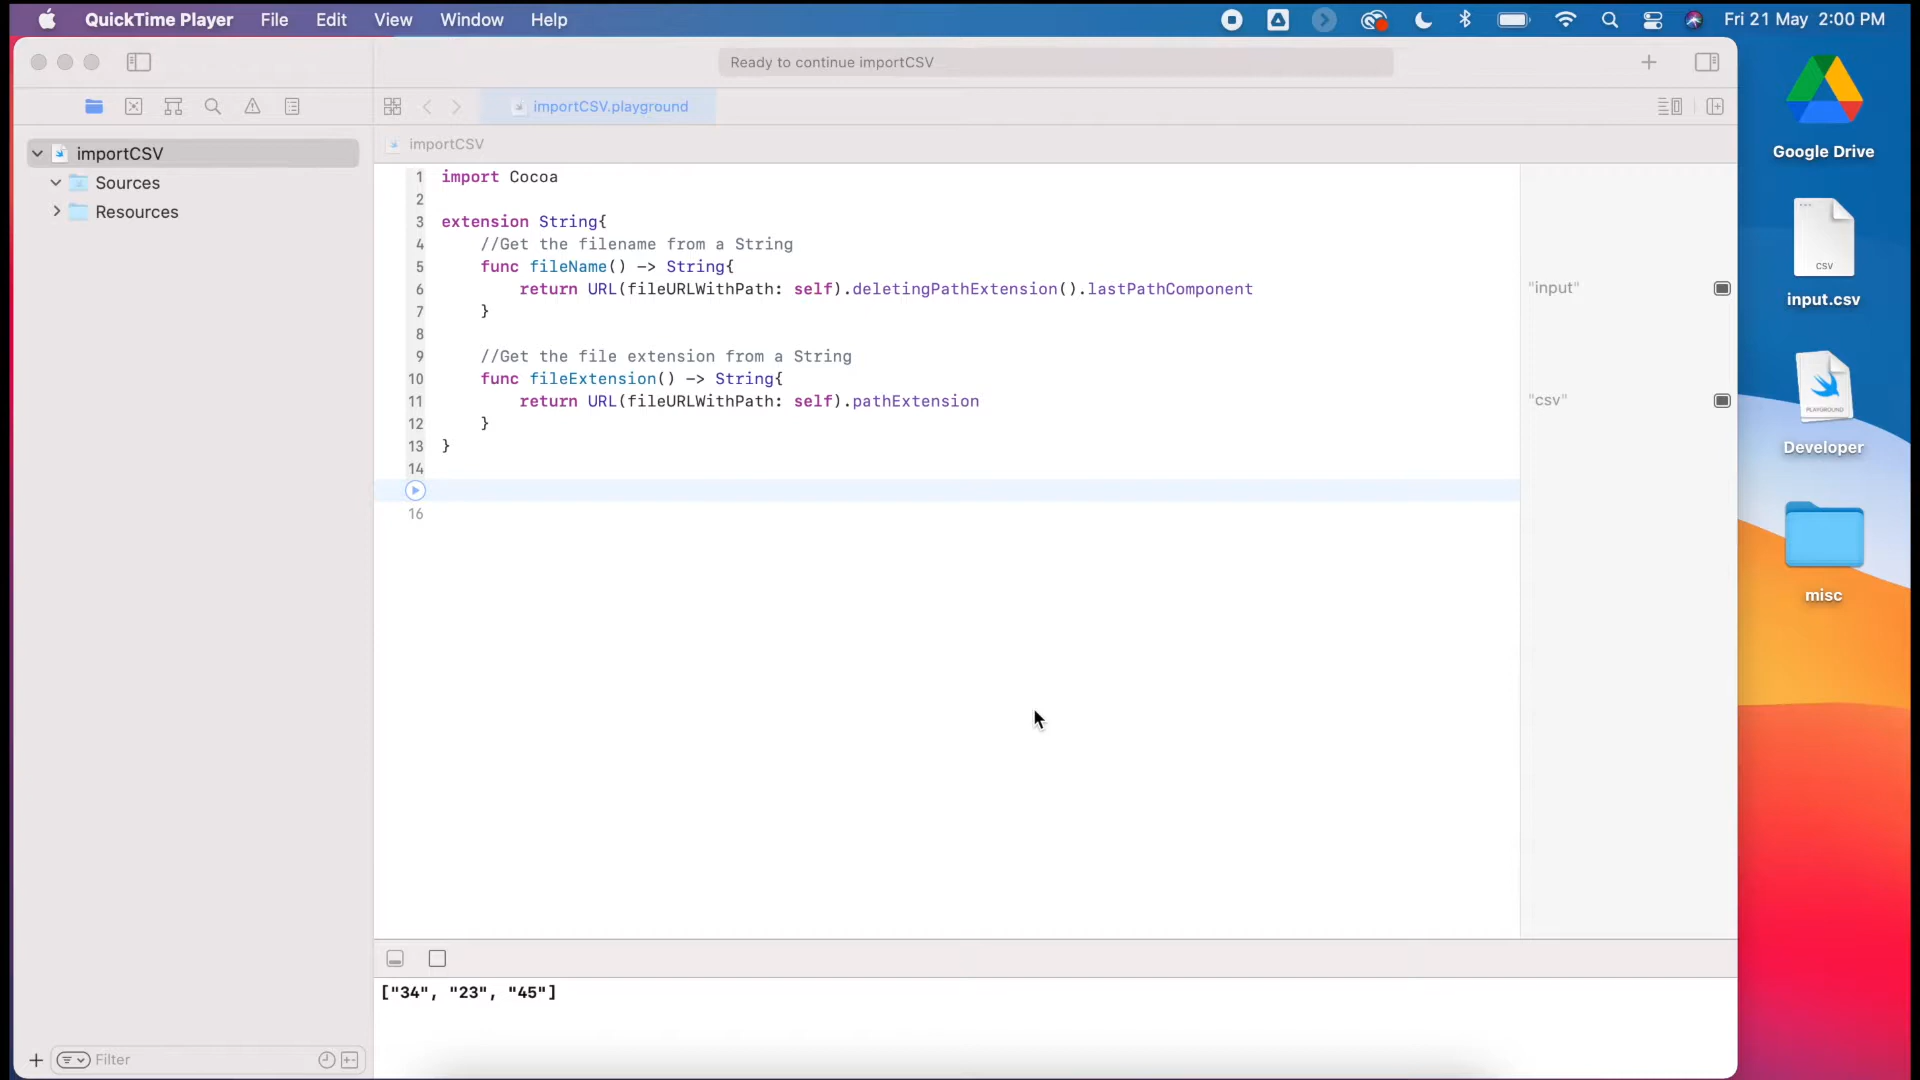 QuickTime Player File Edit View Window Help Fri 21 May 2:00 PM
Ready to continue importCSV
importCSV.playground
importCSV
importCSV
Sources
Resources
1 import Cocoa
2
3 extension String{
4 //Get the filename from a String
5 func fileName() -> String{
6 return URL(fileURLWithPath: self).deletingPathExtension().lastPathComponent
7 }
8
9 //Get the file extension from a String
10 func fileExtension() -> String{
11 return URL(fileURLWithPath: self).pathExtension
12 }
13 }
14
16
"input"
"csv"
["34", "23", "45"]
Filter
Google Drive
CSV
input.csv
PLAYGROUND
Developer
misc